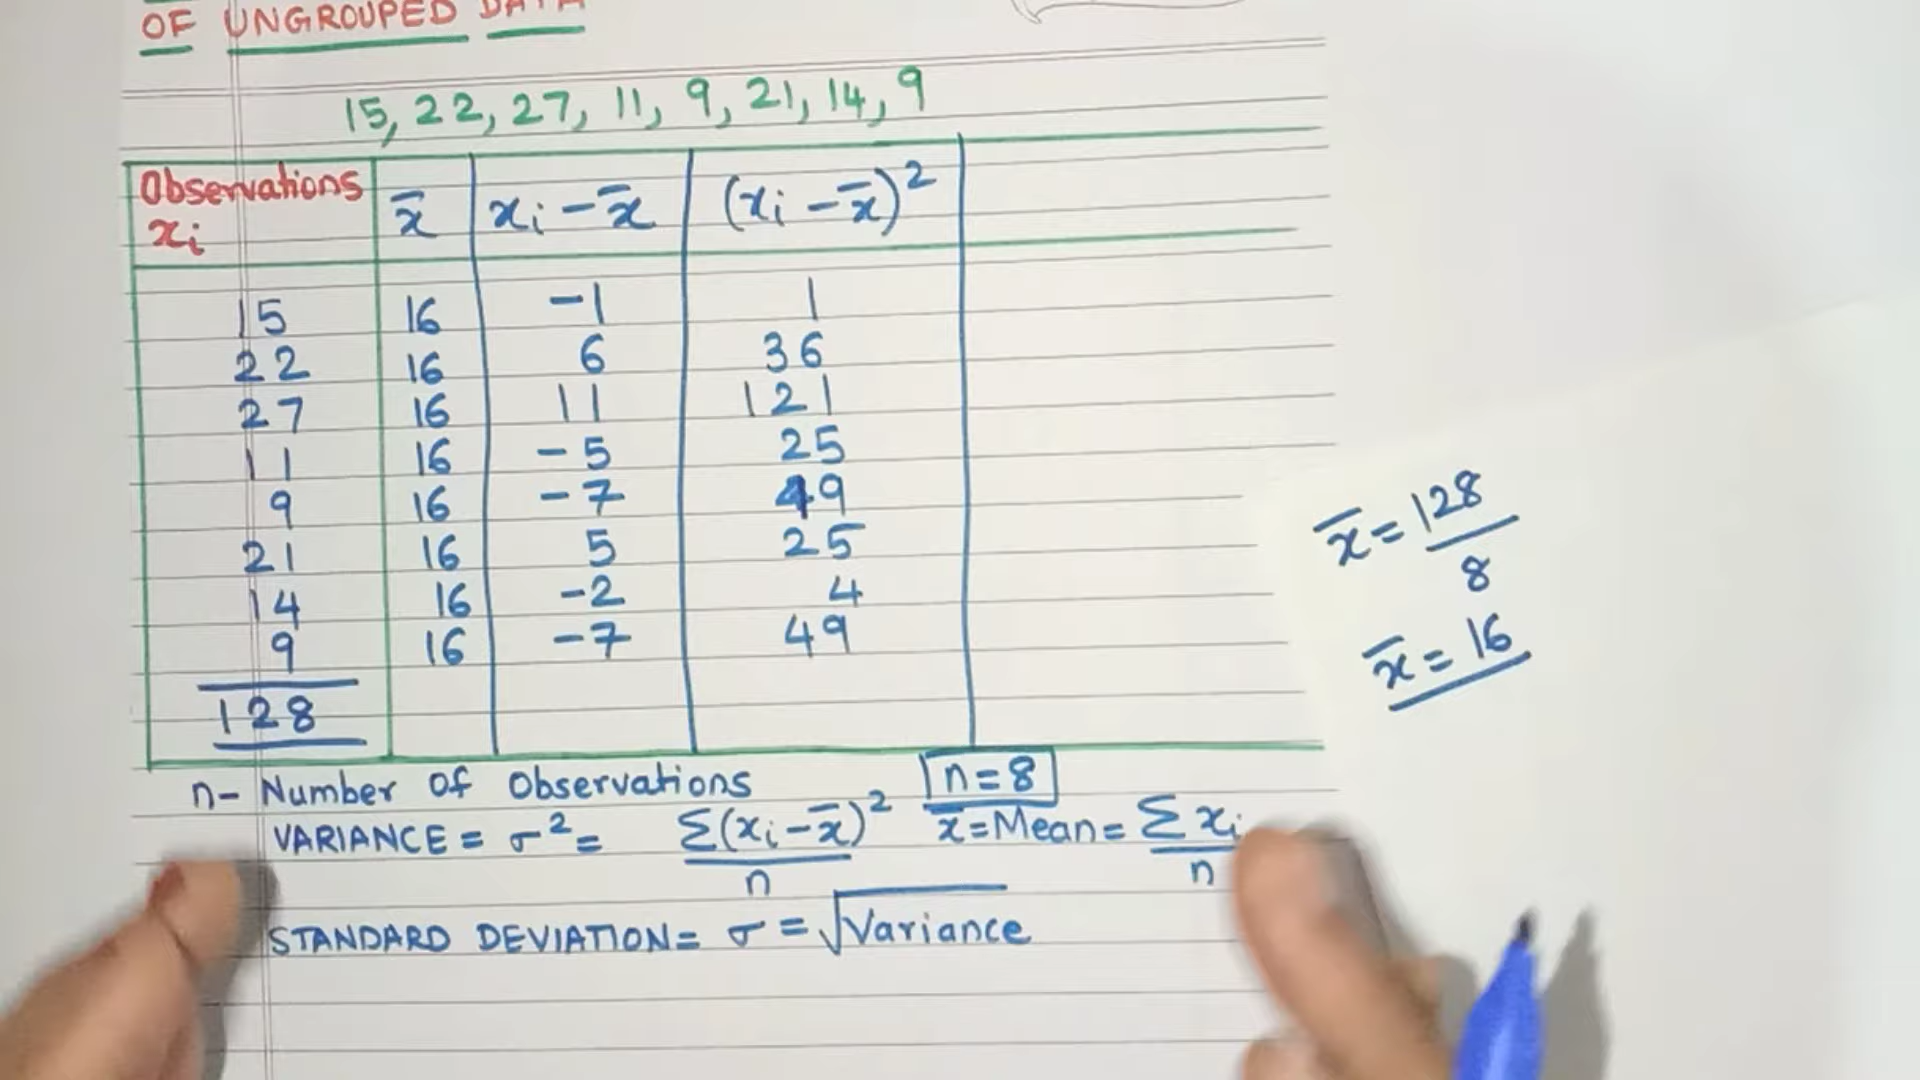 OF UNGROUPED DATA
15, 22, 27, 11, 9, 21, 14, 9
Observations xᵢ | x̄ | xᵢ − x̄ | (xᵢ − x̄)²
15 | 16 | −1 | 1
22 | 16 | 6 | 36
27 | 16 | 11 | 121
11 | 16 | −5 | 25
9 | 16 | −7 | 49
21 | 16 | 5 | 25
14 | 16 | −2 | 4
9 | 16 | −7 | 49
128
x̄ = 128/8
x̄ = 16
n- Number of Observations n=8
VARIANCE = σ² = Σ(xᵢ − x̄)²/n x̄ = Mean = Σxᵢ/n
STANDARD DEVIATION = σ = √Variance